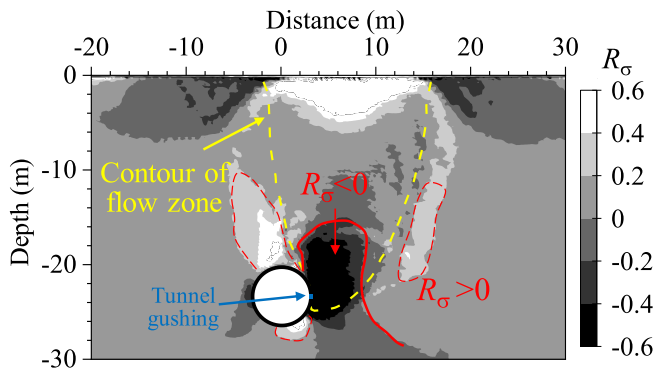 Distance (m)
-20 -10 0 10 20 30
Rσ
0
-10
-20
-30
Depth (m)
Contour of
flow zone
Rσ<0
Rσ >0
Tunnel
gushing
0.6
0.4
0.2
0
-0.2
-0.4
-0.6